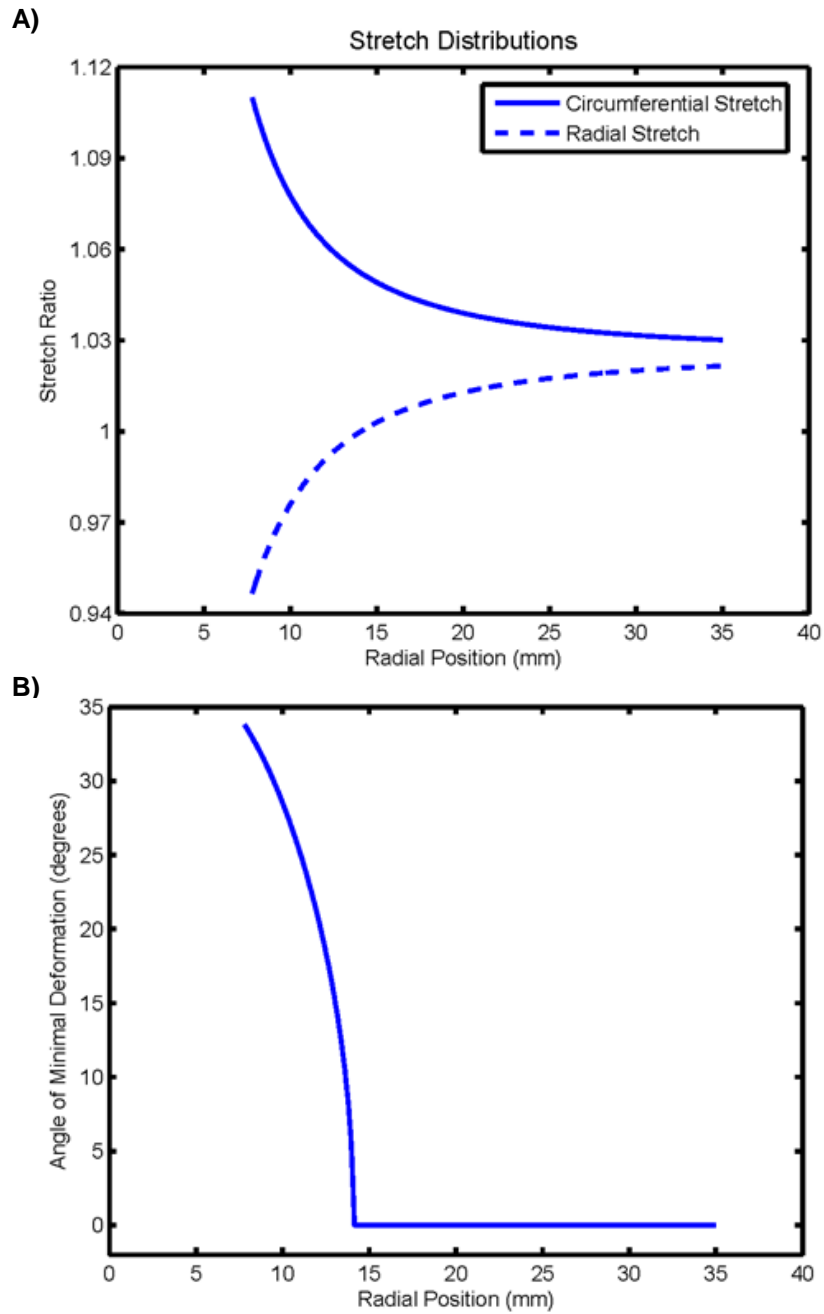 A)
Stretch Distributions
Circumferential Stretch
Radial Stretch
1.12
1.09
1.06
1.03
1
0.97
0.94
Stretch Ratio
0 5 10 15 20 25 30 35 40
Radial Position (mm)
B)
35
30
25
20
15
10
5
0
Angle of Minimal Deformation (degrees)
0 5 10 15 20 25 30 35 40
Radial Position (mm)